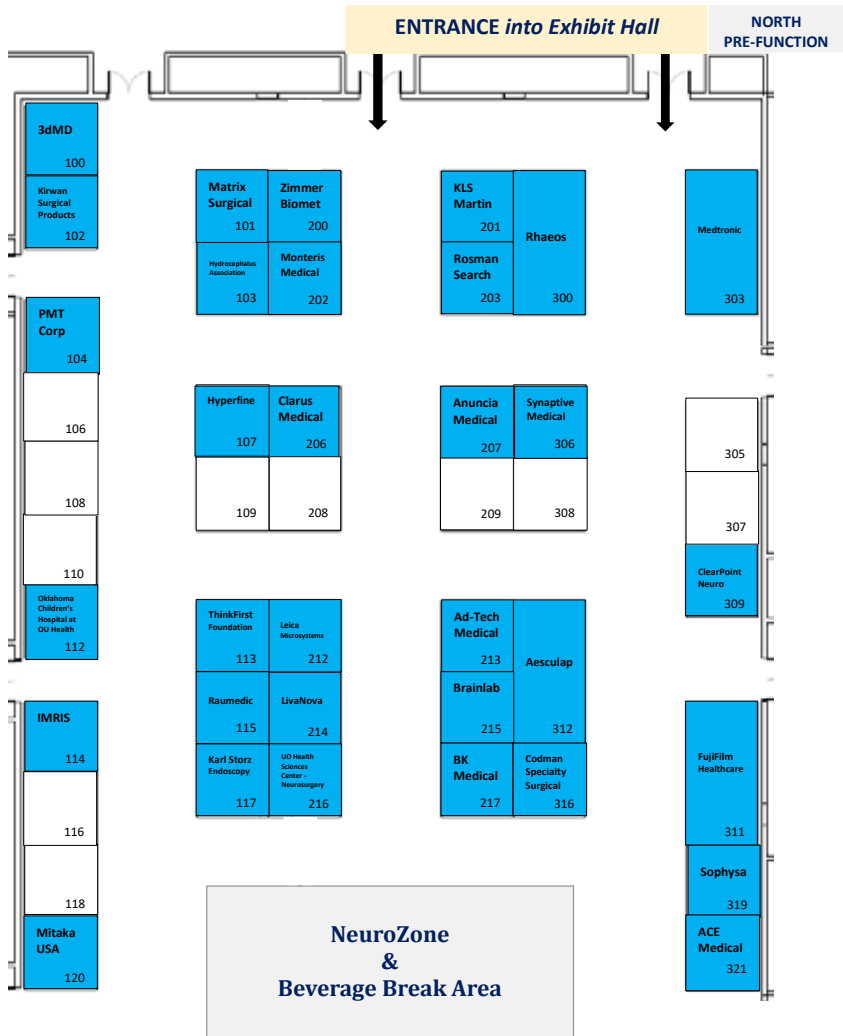 ENTRANCE into Exhibit Hall
NORTH
PRE-FUNCTION
3dMD
100
Kirwan
Surgical
Products
102
Matrix
Surgical
101
Zimmer
Biomet
200
Hydrocephalus
Association
103
Monteris
Medical
202
KLS
Martin
201
Rosman
Search
203
Rhaeos
300
Medtronic
303
PMT
Corp
104
106
108
110
Oklahoma
Children's
Hospital at
OU Health
112
Hyperfine
107
Clarus
Medical
206
109
208
Anuncia
Medical
207
Synaptive
Medical
306
209
308
305
307
ClearPoint
Neuro
309
ThinkFirst
Foundation
113
Leica
Microsystems
212
Raumedic
115
LivaNova
214
Karl Storz
Endoscopy
117
UO Health
Sciences
Center -
Neurosurgery
216
Ad-Tech
Medical
213
Brainlab
215
Aesculap
312
BK
Medical
217
Codman
Specialty
Surgical
316
IMRIS
114
116
118
Mitaka
USA
120
FujiFilm
Healthcare
311
Sophysa
319
ACE
Medical
321
NeuroZone
&
Beverage Break Area